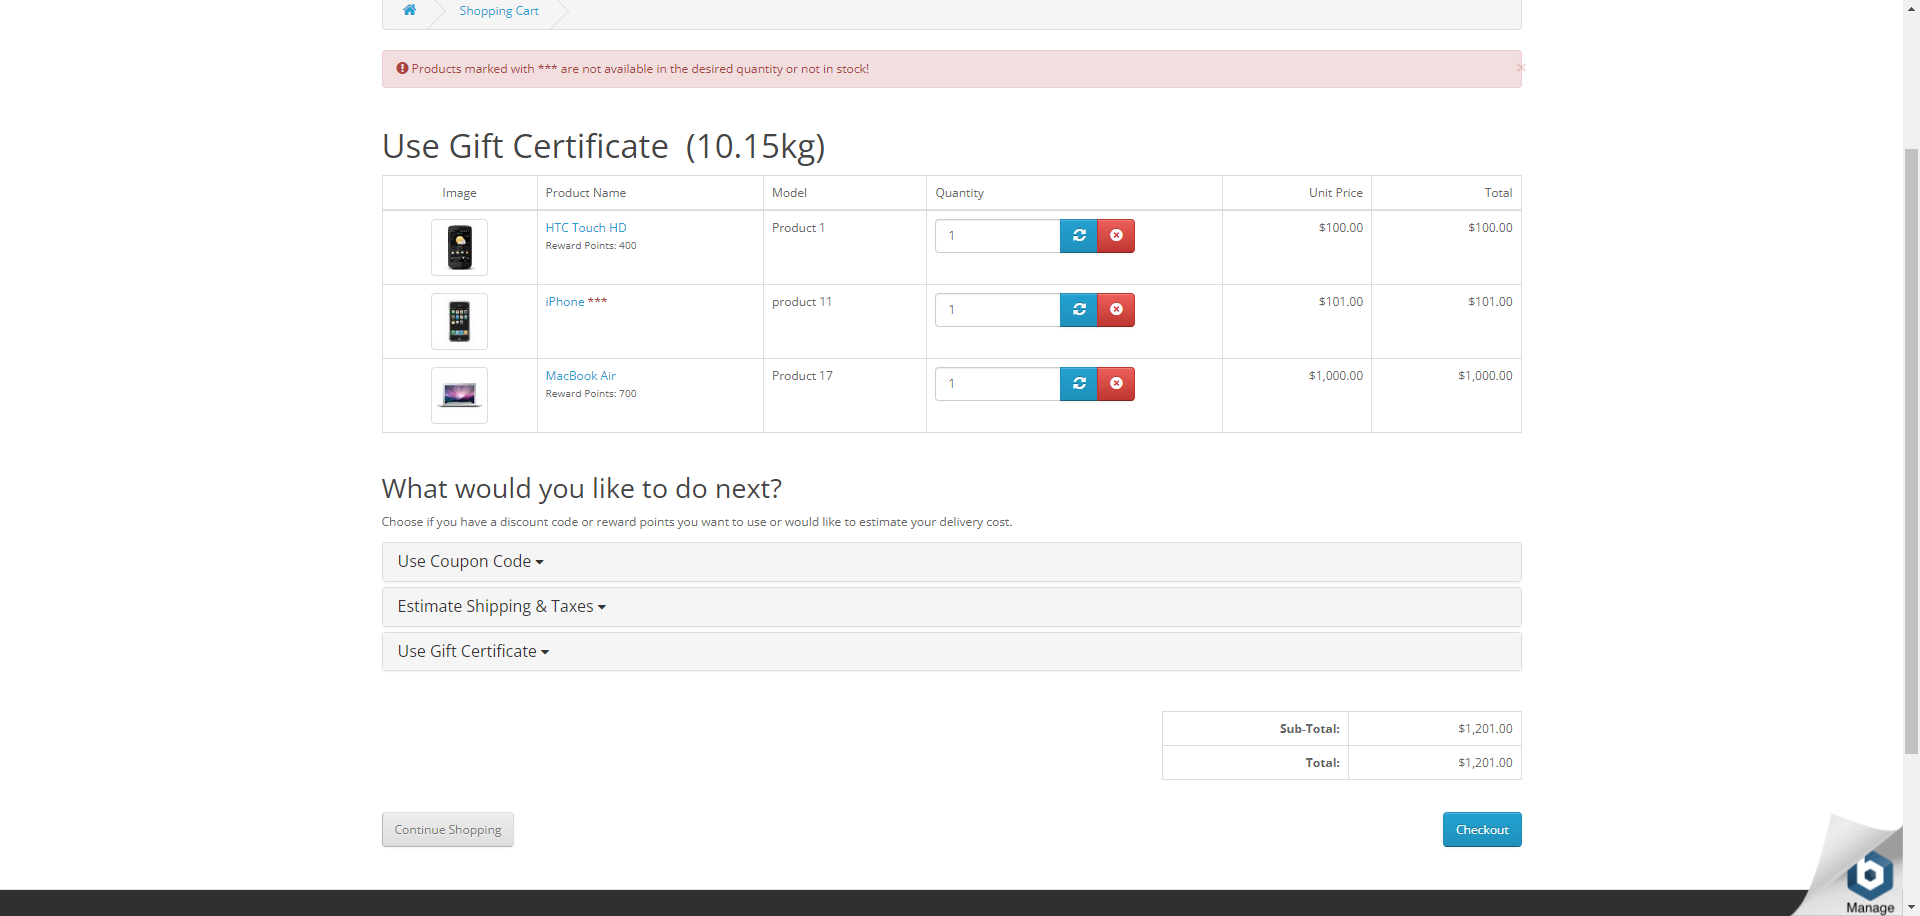 Shopping Cart
Products marked with *** are not available in the desired quantity or not in stock!
×
Use Gift Certificate (10.15kg)
Image Product Name Model Quantity Unit Price Total
HTC Touch HD Product 1 1 $100.00 $100.00
Reward Points: 400
iPhone *** product 11 1 $101.00 $101.00
MacBook Air Product 17 1 $1,000.00 $1,000.00
Reward Points: 700
What would you like to do next?
Choose if you have a discount code or reward points you want to use or would like to estimate your delivery cost.
Use Coupon Code
Estimate Shipping & Taxes
Use Gift Certificate
Sub-Total: $1,201.00
Total: $1,201.00
Continue Shopping Checkout
b
Manage